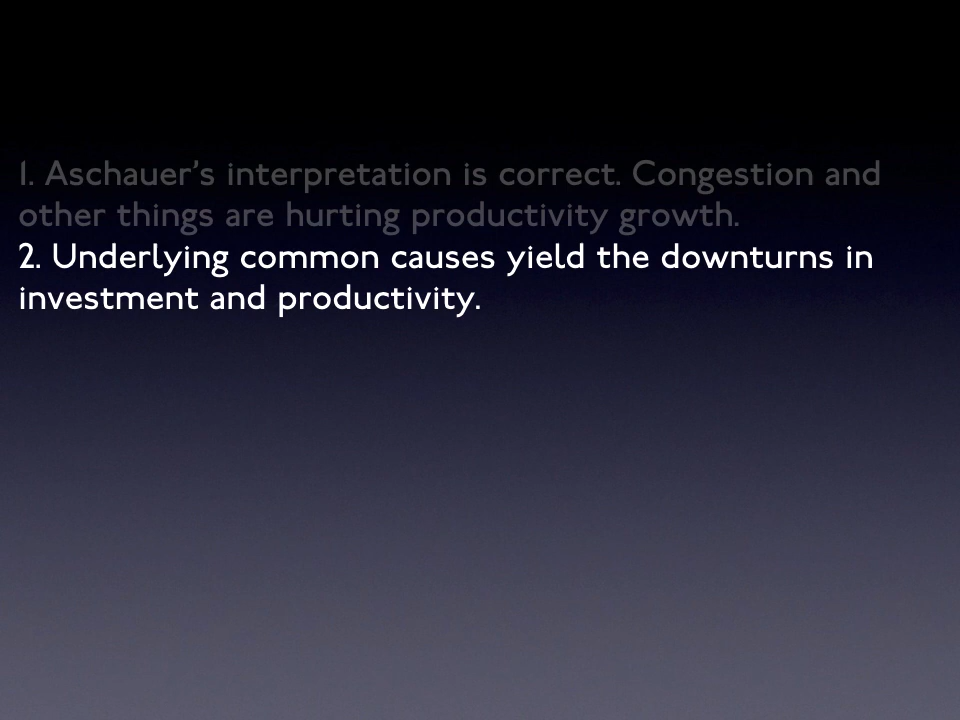 1. Aschauer’s interpretation is correct. Congestion and
other things are hurting productivity growth.
2. Underlying common causes yield the downturns in
investment and productivity.